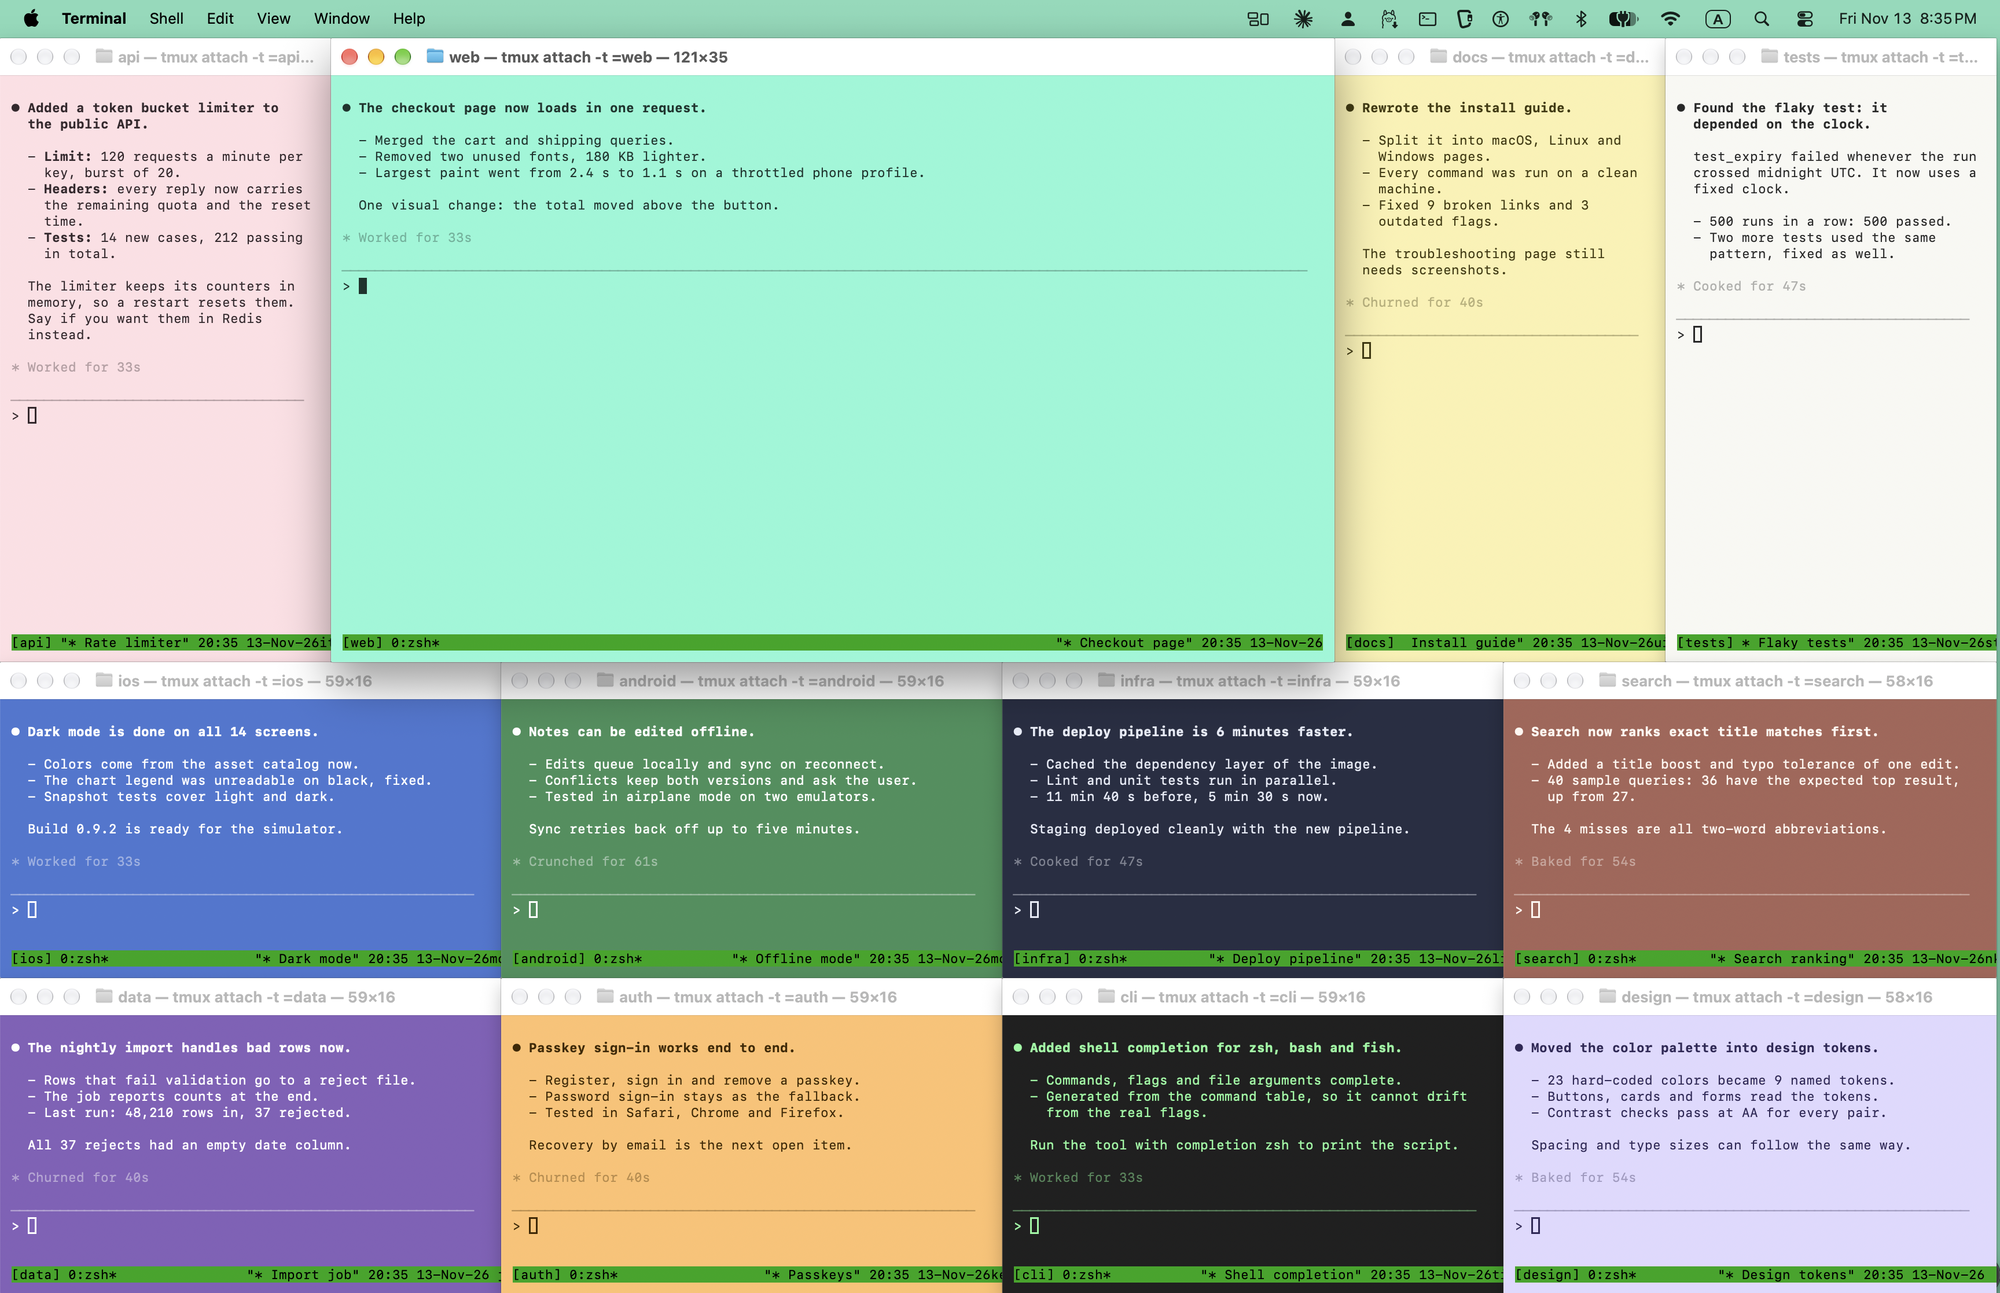 Terminal Shell Edit View Window Help
A Fri Nov 13 8:35 PM
api — tmux attach -t =api...
● Added a token bucket limiter to
the public API.
– Limit: 120 requests a minute per
key, burst of 20.
– Headers: every reply now carries
the remaining quota and the reset
time.
– Tests: 14 new cases, 212 passing
in total.
The limiter keeps its counters in
memory, so a restart resets them.
Say if you want them in Redis
instead.
* Worked for 33s
>
[api] "* Rate limiter" 20:35 13-Nov-26
web — tmux attach -t =web — 121×35
● The checkout page now loads in one request.
– Merged the cart and shipping queries.
– Removed two unused fonts, 180 KB lighter.
– Largest paint went from 2.4 s to 1.1 s on a throttled phone profile.
One visual change: the total moved above the button.
* Worked for 33s
>
[web] 0:zsh* "* Checkout page" 20:35 13-Nov-26
docs — tmux attach -t =d...
● Rewrote the install guide.
– Split it into macOS, Linux and
Windows pages.
– Every command was run on a clean
machine.
– Fixed 9 broken links and 3
outdated flags.
The troubleshooting page still
needs screenshots.
* Churned for 40s
>
[docs] Install guide" 20:35 13-Nov-26
tests — tmux attach -t =t...
● Found the flaky test: it
depended on the clock.
test_expiry failed whenever the run
crossed midnight UTC. It now uses a
fixed clock.
– 500 runs in a row: 500 passed.
– Two more tests used the same
pattern, fixed as well.
* Cooked for 47s
>
[tests] * Flaky tests" 20:35 13-Nov-26
ios — tmux attach -t =ios — 59×16
● Dark mode is done on all 14 screens.
– Colors come from the asset catalog now.
– The chart legend was unreadable on black, fixed.
– Snapshot tests cover light and dark.
Build 0.9.2 is ready for the simulator.
* Worked for 33s
>
[ios] 0:zsh* "* Dark mode" 20:35 13-Nov-26
android — tmux attach -t =android — 59×16
● Notes can be edited offline.
– Edits queue locally and sync on reconnect.
– Conflicts keep both versions and ask the user.
– Tested in airplane mode on two emulators.
Sync retries back off up to five minutes.
* Crunched for 61s
>
[android] 0:zsh* "* Offline mode" 20:35 13-Nov-26
infra — tmux attach -t =infra — 59×16
● The deploy pipeline is 6 minutes faster.
– Cached the dependency layer of the image.
– Lint and unit tests run in parallel.
– 11 min 40 s before, 5 min 30 s now.
Staging deployed cleanly with the new pipeline.
* Cooked for 47s
>
[infra] 0:zsh* "* Deploy pipeline" 20:35 13-Nov-26
search — tmux attach -t =search — 58×16
● Search now ranks exact title matches first.
– Added a title boost and typo tolerance of one edit.
– 40 sample queries: 36 have the expected top result,
up from 27.
The 4 misses are all two-word abbreviations.
* Baked for 54s
>
[search] 0:zsh* "* Search ranking" 20:35 13-Nov-26
data — tmux attach -t =data — 59×16
● The nightly import handles bad rows now.
– Rows that fail validation go to a reject file.
– The job reports counts at the end.
– Last run: 48,210 rows in, 37 rejected.
All 37 rejects had an empty date column.
* Churned for 40s
>
[data] 0:zsh* "* Import job" 20:35 13-Nov-26
auth — tmux attach -t =auth — 59×16
● Passkey sign-in works end to end.
– Register, sign in and remove a passkey.
– Password sign-in stays as the fallback.
– Tested in Safari, Chrome and Firefox.
Recovery by email is the next open item.
* Churned for 40s
>
[auth] 0:zsh* "* Passkeys" 20:35 13-Nov-26
cli — tmux attach -t =cli — 59×16
● Added shell completion for zsh, bash and fish.
– Commands, flags and file arguments complete.
– Generated from the command table, so it cannot drift
from the real flags.
Run the tool with completion zsh to print the script.
* Worked for 33s
>
[cli] 0:zsh* "* Shell completion" 20:35 13-Nov-26
design — tmux attach -t =design — 58×16
● Moved the color palette into design tokens.
– 23 hard-coded colors became 9 named tokens.
– Buttons, cards and forms read the tokens.
– Contrast checks pass at AA for every pair.
Spacing and type sizes can follow the same way.
* Baked for 54s
>
[design] 0:zsh* "* Design tokens" 20:35 13-Nov-26